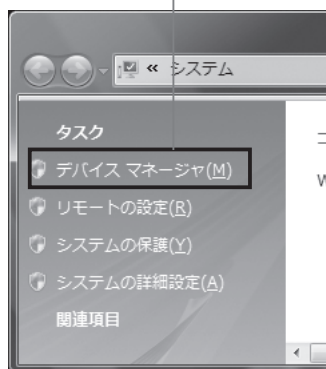 « システム
タスク
デバイス マネージャ(M)
リモートの設定(R)
システムの保護(Y)
システムの詳細設定(A)
関連項目